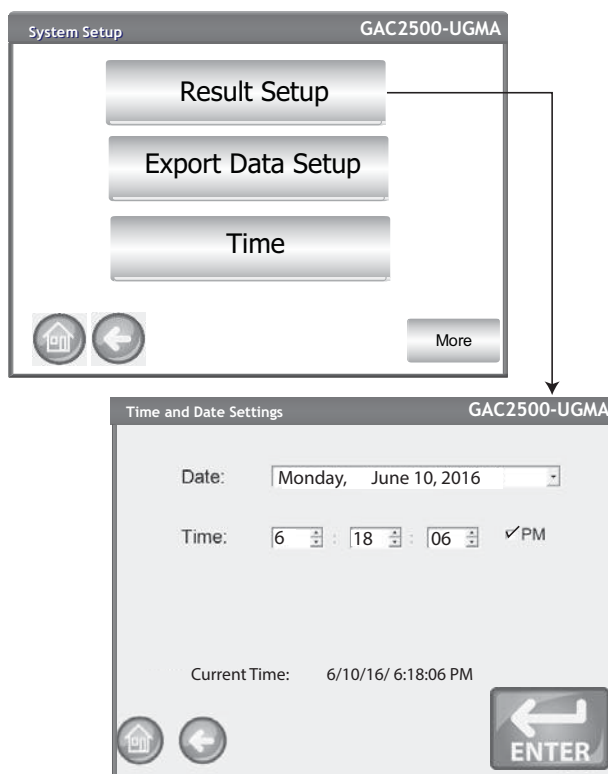 System Setup GAC2500-UGMA
Result Setup
Export Data Setup
Time
More
Time and Date Settings GAC2500-UGMA
Date: Monday, June 10, 2016
Time: 6 : 18 : 06 PM
Current Time: 6/10/16/ 6:18:06 PM
ENTER